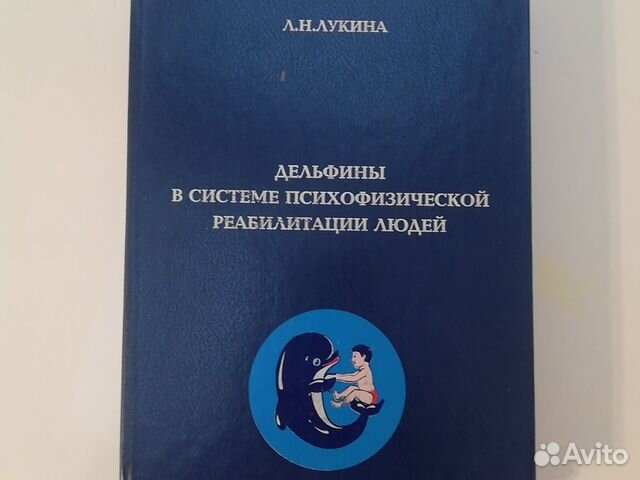 Л.Н.ЛУКИНА
ДЕЛЬФИНЫ
В СИСТЕМЕ ПСИХОФИЗИЧЕСКОЙ
РЕАБИЛИТАЦИИ ЛЮДЕЙ
Avito